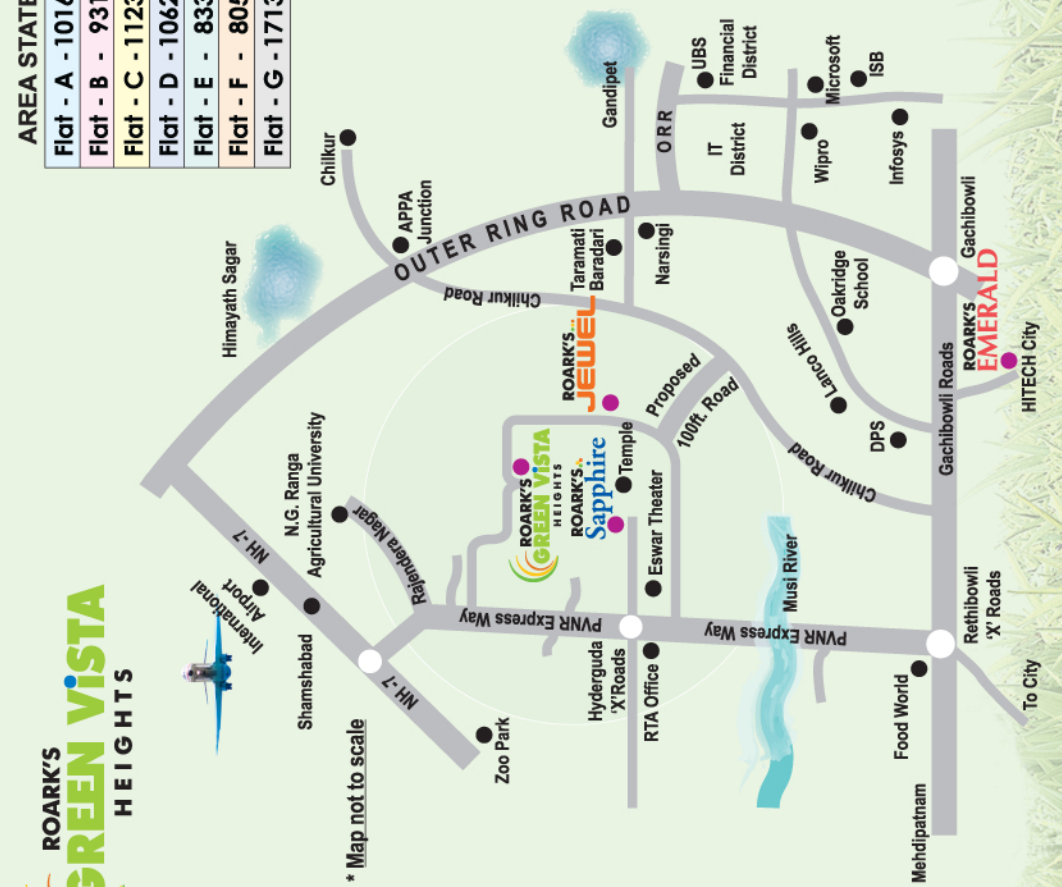 ROARK'S
GREEN ViSTA
HEIGHTS
AREA STATE
Flat - A - 1016
Flat - B - 931
Flat - C - 1123
Flat - D - 1062
Flat - E - 833
Flat - F - 805
Flat - G - 1713
* Map not to scale
International
Airport
NH -7
Shamshabad
N.G. Ranga
Agricultural University
Himayath Sagar
Chilkur
APPA
Junction
OUTER RING ROAD
NH -7
Zoo Park
Rajendera Nagar
PVNR Express Way
Chilkur Road
ROARK'S
GREEN ViSTA
HEIGHTS
ROARK'S
Sapphire
ROARK'S
JEWEL
Taramati
Baradari
Gandipet
Narsingi
ORR
UBS
Financial
District
IT
District
Hyderguda
'X'Roads
RTA Office
Eswar Theater
Temple
Proposed
100ft. Road
PVNR Express Way
Musi River
Chilkur Road
Lanco Hills
Oakridge
School
DPS
Wipro
Microsoft
ISB
Infosys
Food World
Mehdipatnam
Rethibowli
'X' Roads
To City
Gachibowli Roads
Gachibowli
ROARK'S
EMERALD
HITECH City